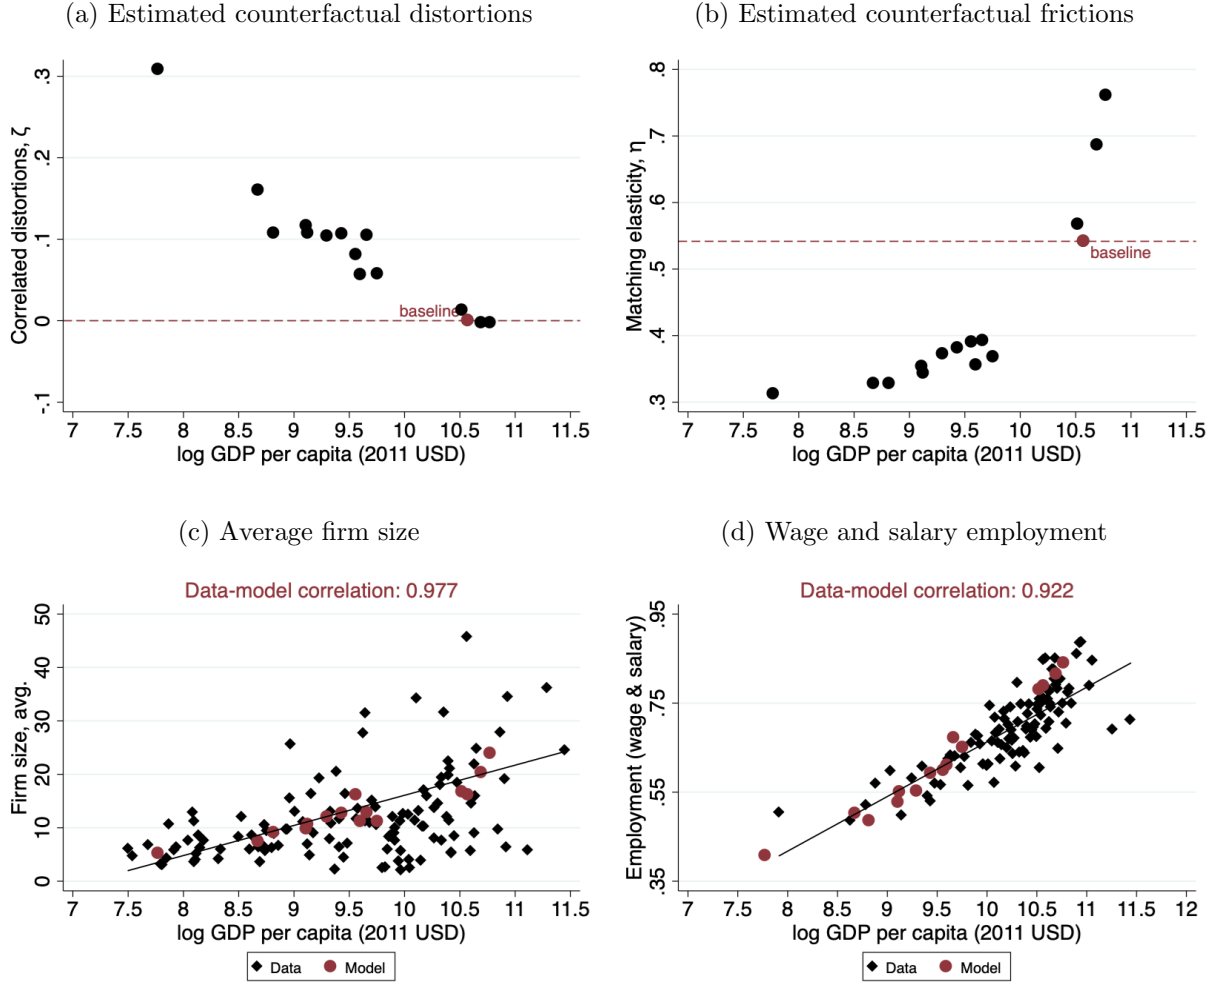 (a) Estimated counterfactual distortions
Correlated distortions, ζ
.3
.2
.1
0
-.1
baseline
7 7.5 8 8.5 9 9.5 10 10.5 11 11.5
log GDP per capita (2011 USD)
(b) Estimated counterfactual frictions
Matching elasticity, η
.8
.7
.6
.5
.4
.3
baseline
7 7.5 8 8.5 9 9.5 10 10.5 11 11.5
log GDP per capita (2011 USD)
(c) Average firm size
Data-model correlation: 0.977
Firm size, avg.
50
40
30
20
10
0
7 7.5 8 8.5 9 9.5 10 10.5 11 11.5
log GDP per capita (2011 USD)
Data Model
(d) Wage and salary employment
Data-model correlation: 0.922
Employment (wage & salary)
.95
.75
.55
.35
7 7.5 8 8.5 9 9.5 10 10.5 11 11.5 12
log GDP per capita (2011 USD)
Data Model